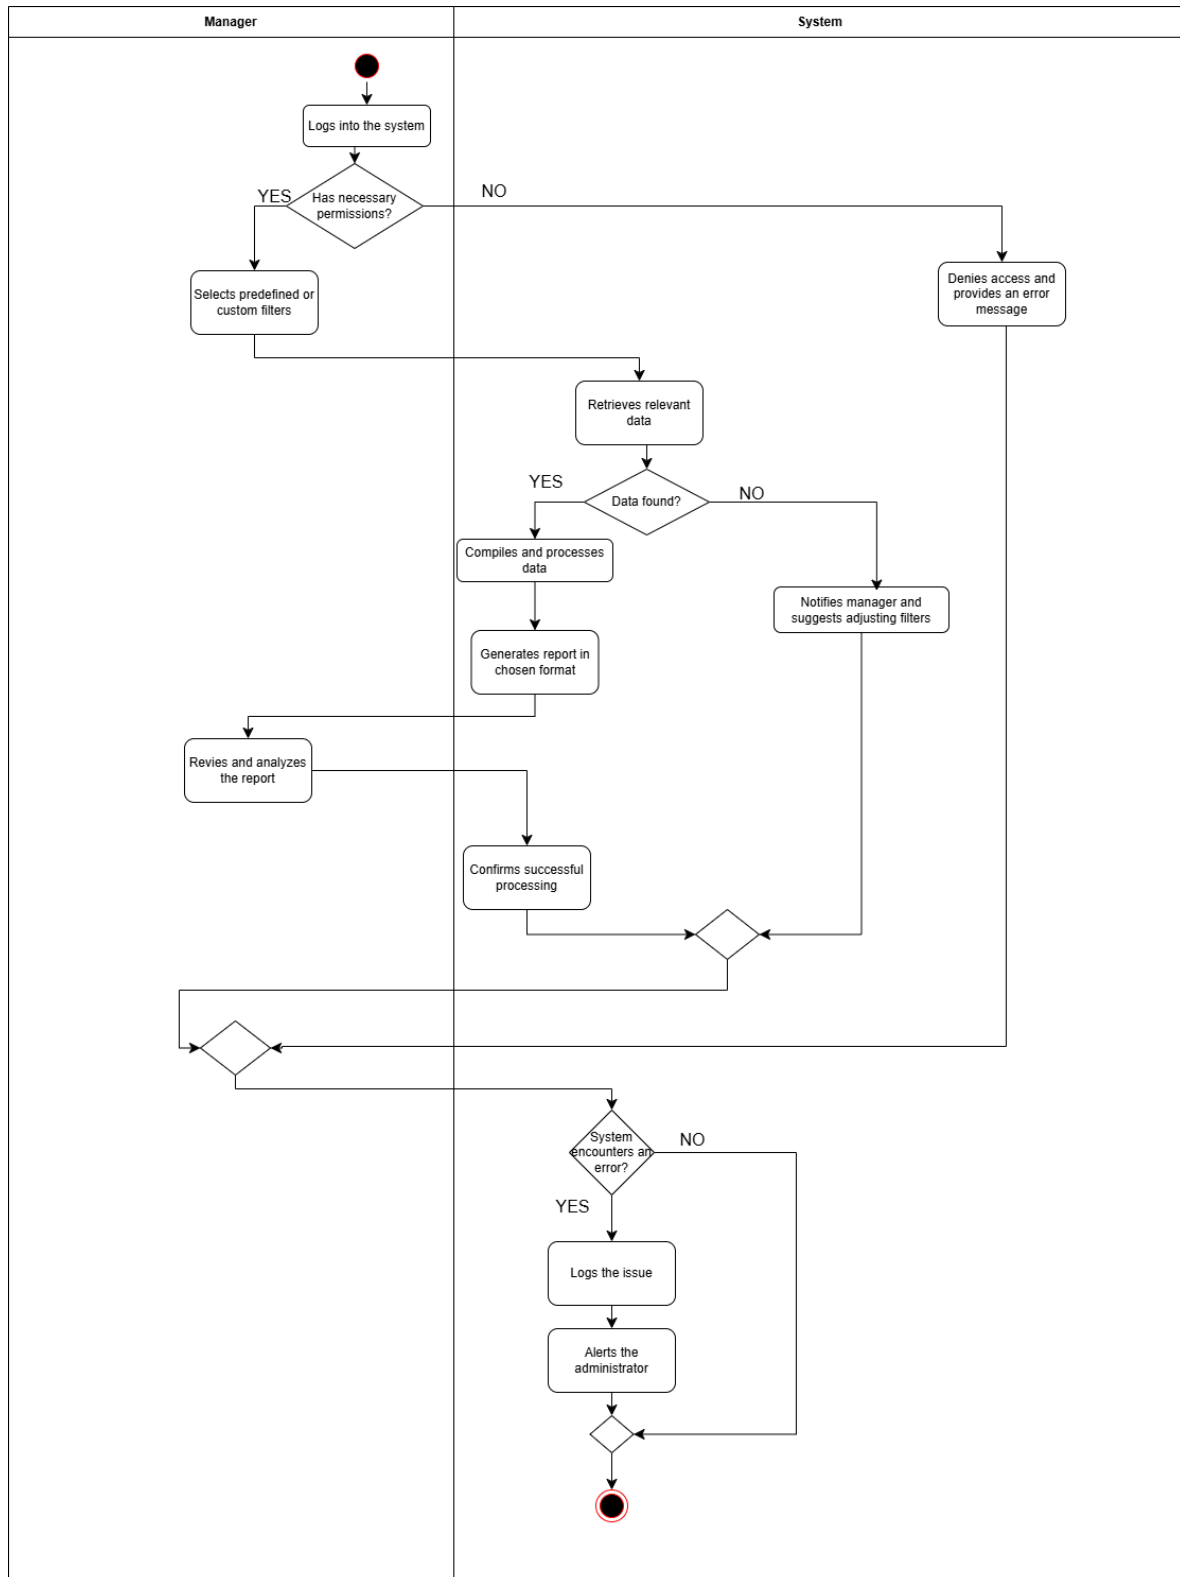 Manager
System
Logs into the system
YES
Has necessary
permissions?
NO
Selects predefined or
custom filters
Denies access and
provides an error
message
Retrieves relevant
data
YES
Data found?
NO
Compiles and processes
data
Notifies manager and
suggests adjusting filters
Generates report in
chosen format
Revies and analyzes
the report
Confirms successful
processing
System
encounters an
error?
NO
YES
Logs the issue
Alerts the
administrator